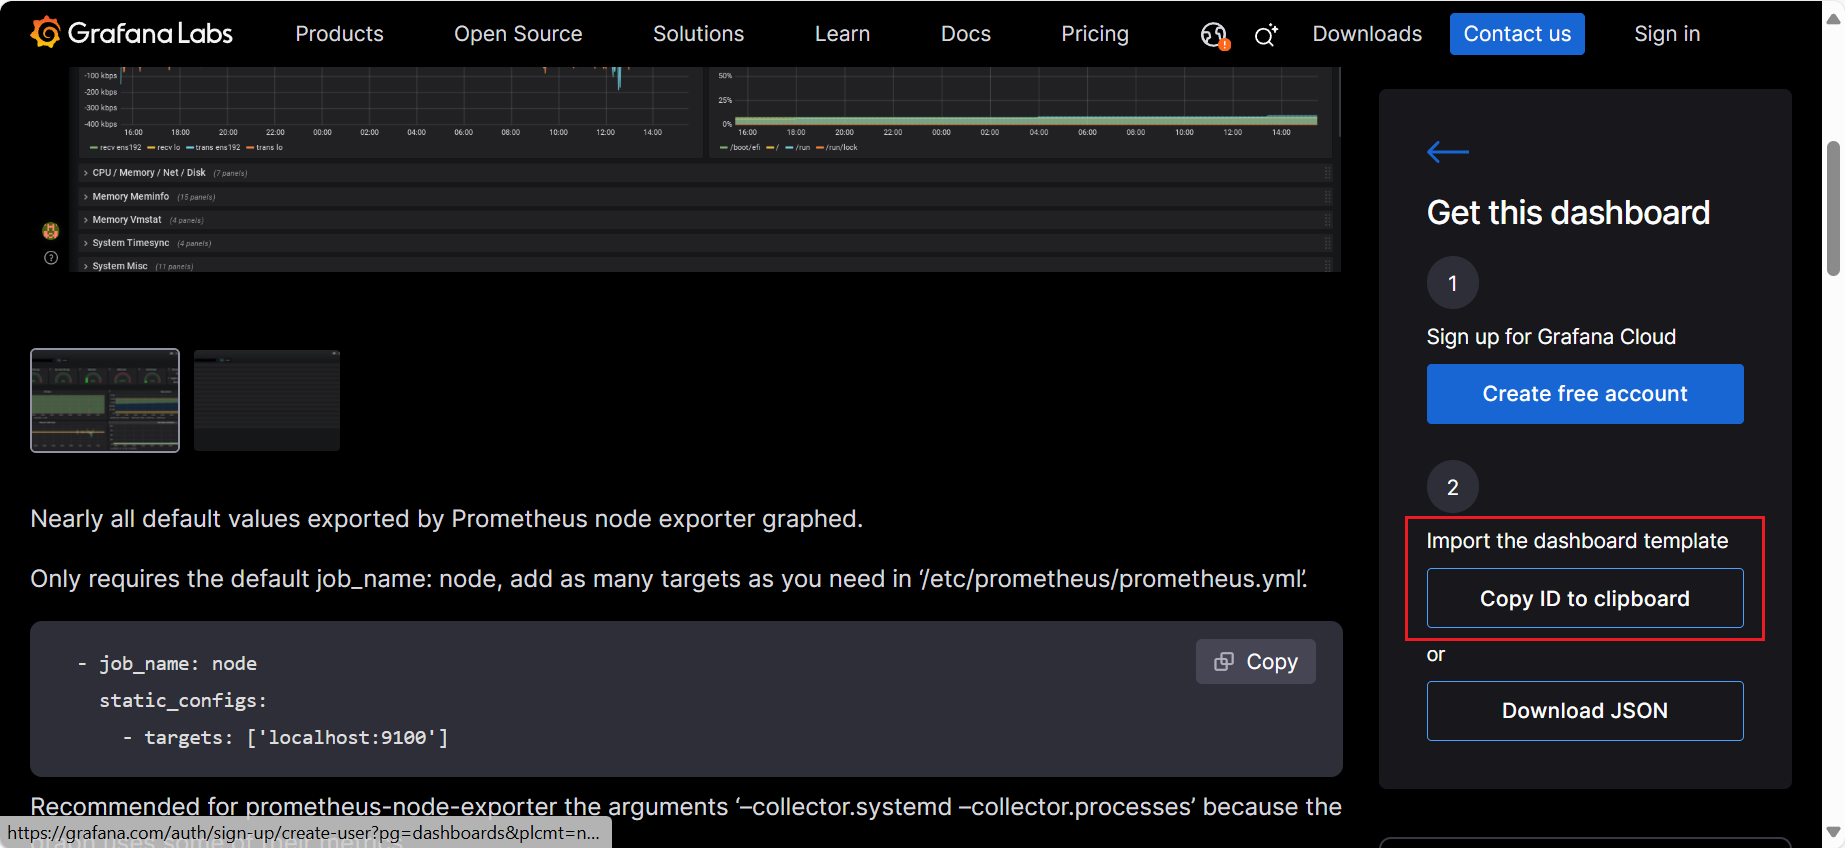 Grafana Labs
Products
Open Source
Solutions
Learn
Docs
Pricing
Downloads
Contact us
Sign in
-100 kbps
-200 kbps
-300 kbps
-400 kbps
16:00 18:00 20:00 22:00 00:00 02:00 04:00 06:00 08:00 10:00 12:00 14:00
recv ens192 recv lo trans ens192 trans lo
50%
25%
0%
16:00 18:00 20:00 22:00 00:00 02:00 04:00 06:00 08:00 10:00 12:00 14:00
/boot/efi / /run /run/lock
CPU / Memory / Net / Disk (7 panels)
Memory Meminfo (15 panels)
Memory Vmstat (4 panels)
System Timesync (4 panels)
System Misc (11 panels)
Nearly all default values exported by Prometheus node exporter graphed.
Only requires the default job_name: node, add as many targets as you need in ‘/etc/prometheus/prometheus.yml’.
- job_name: node
static_configs:
- targets: ['localhost:9100']
Copy
Recommended for prometheus-node-exporter the arguments ‘–collector.systemd –collector.processes’ because the
https://grafana.com/auth/sign-up/create-user?pg=dashboards&plcmt=n...
Get this dashboard
1
Sign up for Grafana Cloud
Create free account
2
Import the dashboard template
Copy ID to clipboard
or
Download JSON